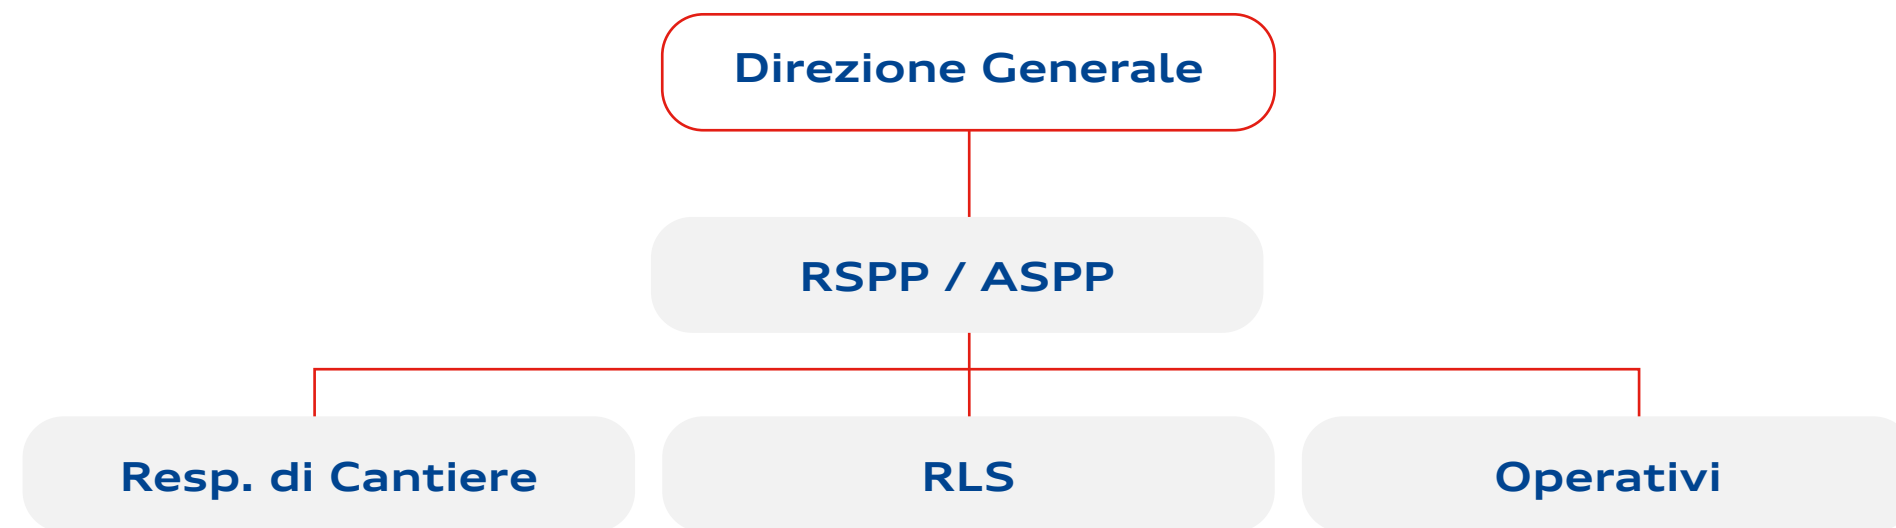 Direzione Generale
RSPP / ASPP
Resp. di Cantiere
RLS
Operativi